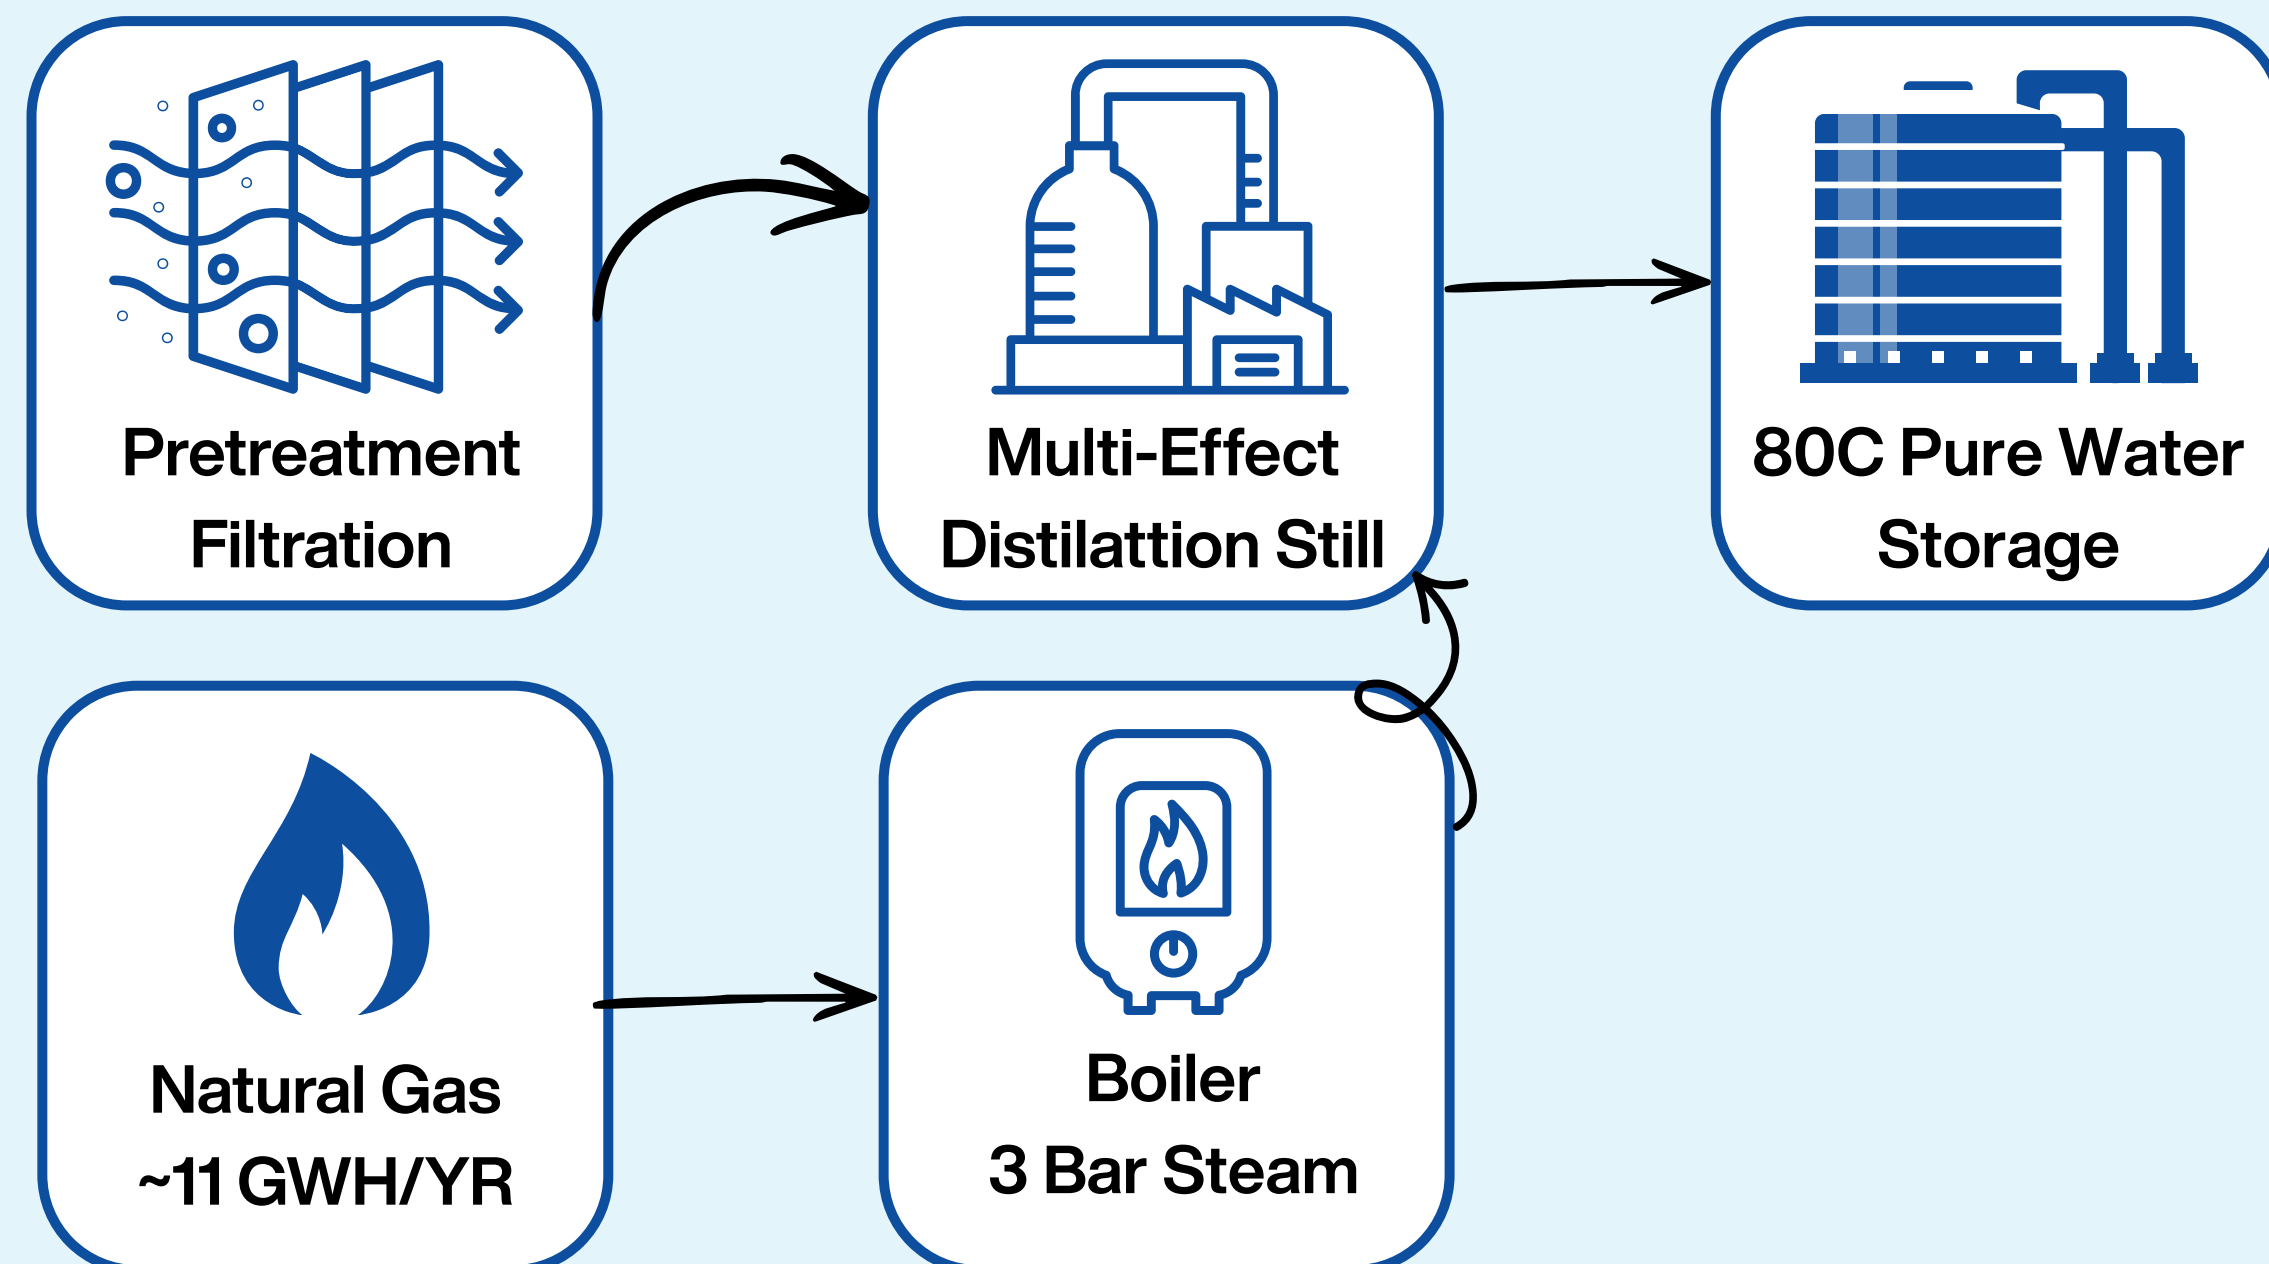 Pretreatment
Filtration
Multi-Effect
Distilattion Still
80C Pure Water
Storage
Natural Gas
~11 GWH/YR
Boiler
3 Bar Steam